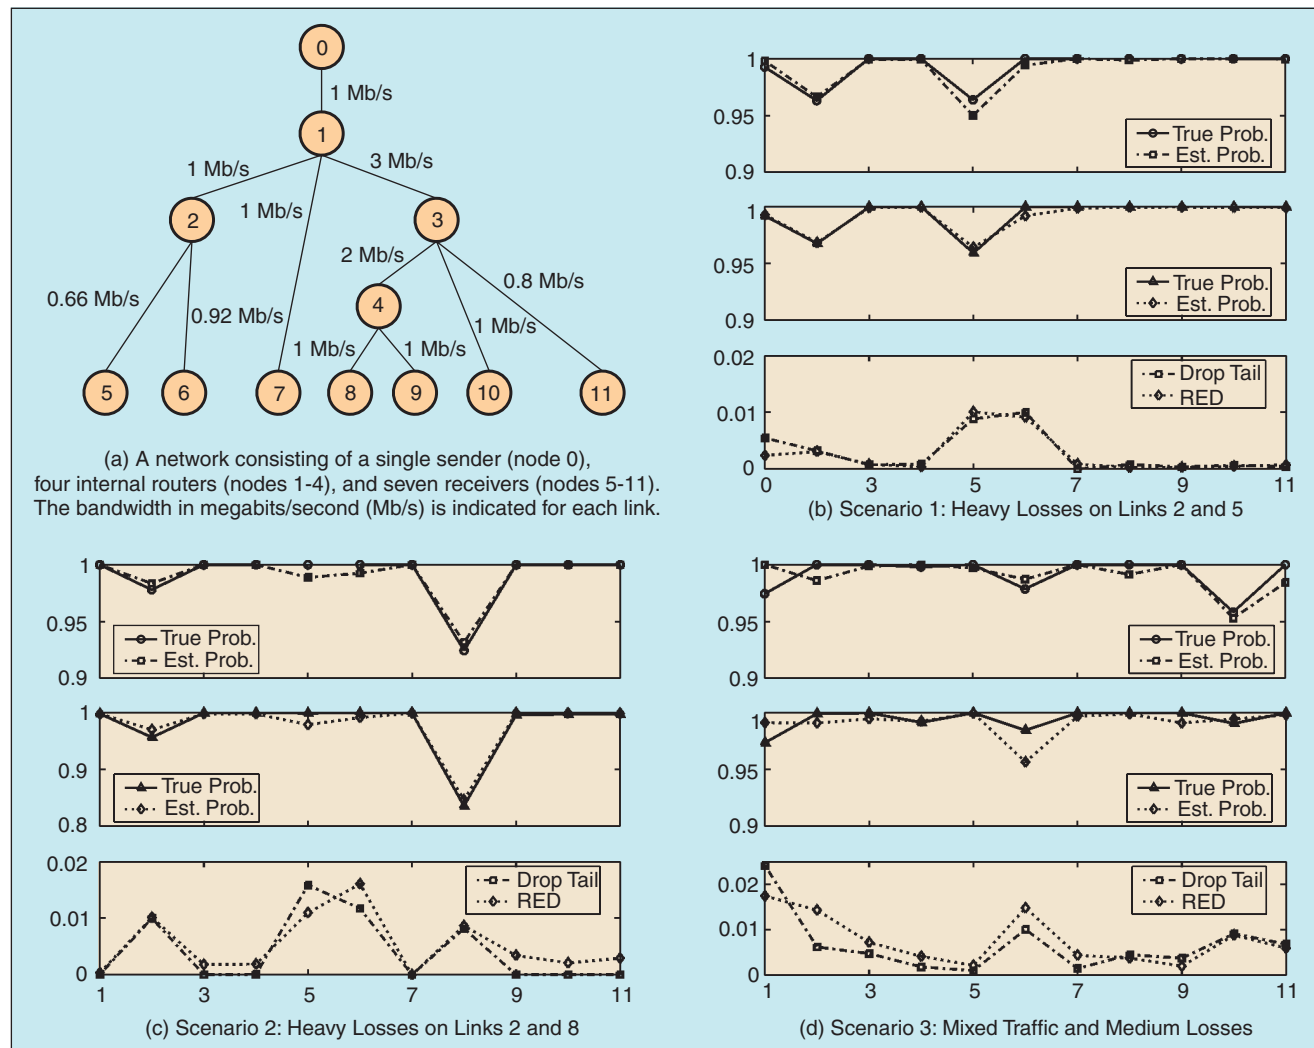 0
1 Mb/s
1
1 Mb/s
3 Mb/s
1 Mb/s
2
3
2 Mb/s
0.8 Mb/s
4
0.66 Mb/s
0.92 Mb/s
1 Mb/s
1 Mb/s
1 Mb/s
5
6
7
8
9
10
11
(a) A network consisting of a single sender (node 0),
four internal routers (nodes 1-4), and seven receivers (nodes 5-11).
The bandwidth in megabits/second (Mb/s) is indicated for each link.
1
0.95
0.9
True Prob.
Est. Prob.
1
0.95
0.9
True Prob.
Est. Prob.
0.02
0.01
0
Drop Tail
RED
0 3 5 7 9 11
(b) Scenario 1: Heavy Losses on Links 2 and 5
1
0.95
0.9
True Prob.
Est. Prob.
1
0.9
0.8
True Prob.
Est. Prob.
0.02
0.01
0
Drop Tail
RED
1 3 5 7 9 11
(c) Scenario 2: Heavy Losses on Links 2 and 8
1
0.95
0.9
True Prob.
Est. Prob.
1
0.95
0.9
True Prob.
Est. Prob.
0.02
0.01
0
Drop Tail
RED
1 3 5 7 9 11
(d) Scenario 3: Mixed Traffic and Medium Losses